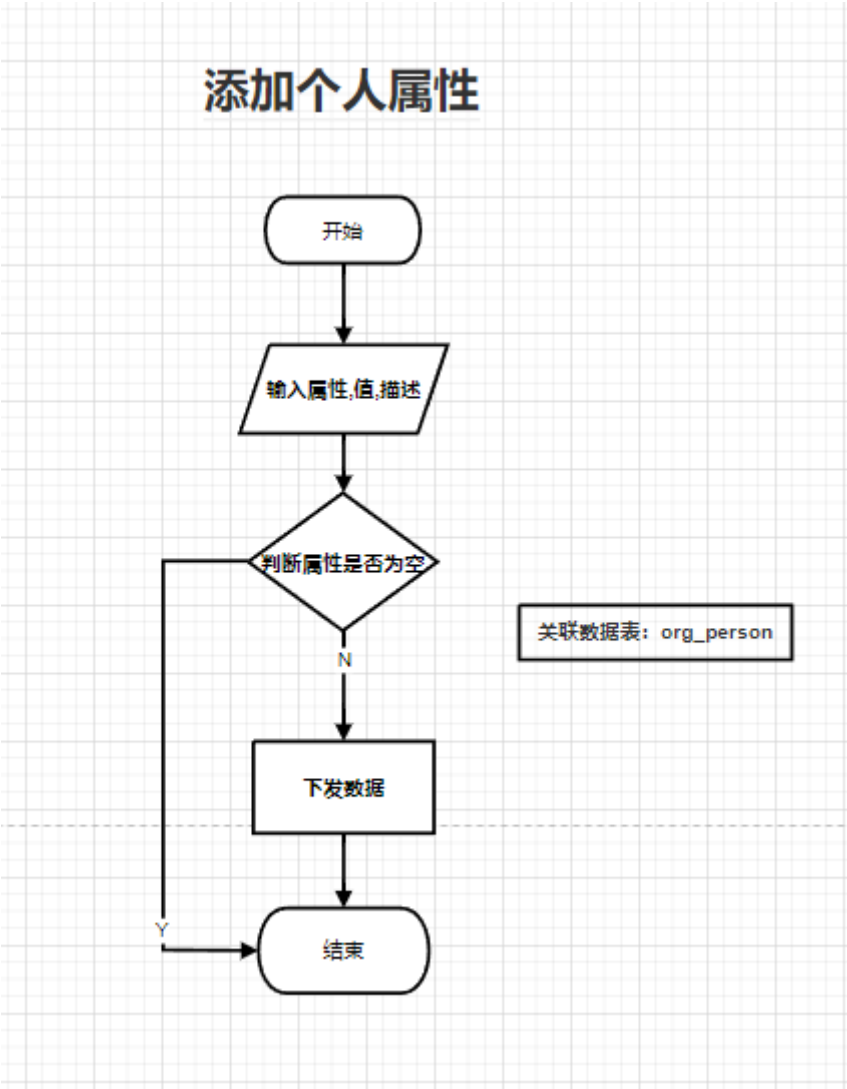 添加个人属性
开始
输入属性,值,描述
判断属性是否为空
N
关联数据表：org_person
下发数据
Y
结束